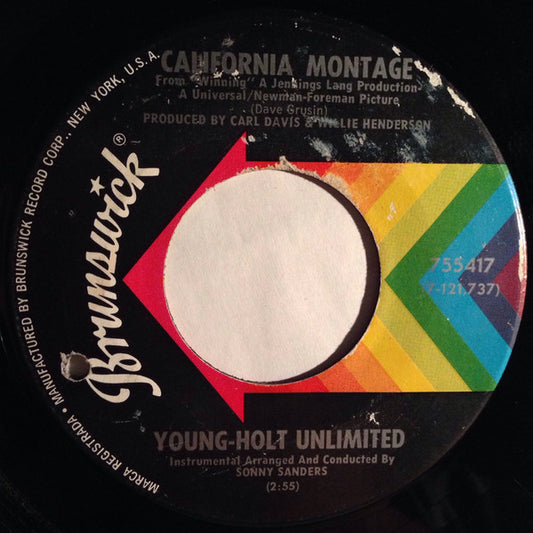 CALIFORNIA MONTAGE
From "Winning" A Jennings Lang Production
A Universal/Newman-Foreman Picture
(Dave Grusin)
PRODUCED BY CARL DAVIS & WILLIE HENDERSON
Brunswick®
755417
(7-121,737)
YOUNG-HOLT UNLIMITED
Instrumental Arranged And Conducted By
SONNY SANDERS
(2:55)
MARCA REGISTRADA • MANUFACTURED BY BRUNSWICK RECORD CORP., NEW YORK, U.S.A.